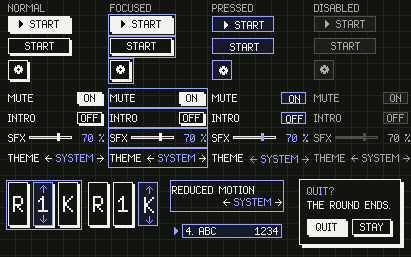 NORMAL FOCUSED PRESSED DISABLED
START START START START
START START START START
MUTE ON MUTE ON MUTE ON MUTE ON
INTRO OFF INTRO OFF INTRO OFF INTRO OFF
SFX 70 % SFX 70 % SFX 70 % SFX 70 %
THEME ← SYSTEM → THEME ← SYSTEM → THEME ← SYSTEM → THEME ← SYSTEM →
R 1 K R 1 K
REDUCED MOTION
← SYSTEM →
4. ABC 1234
QUIT?
THE ROUND ENDS.
QUIT STAY